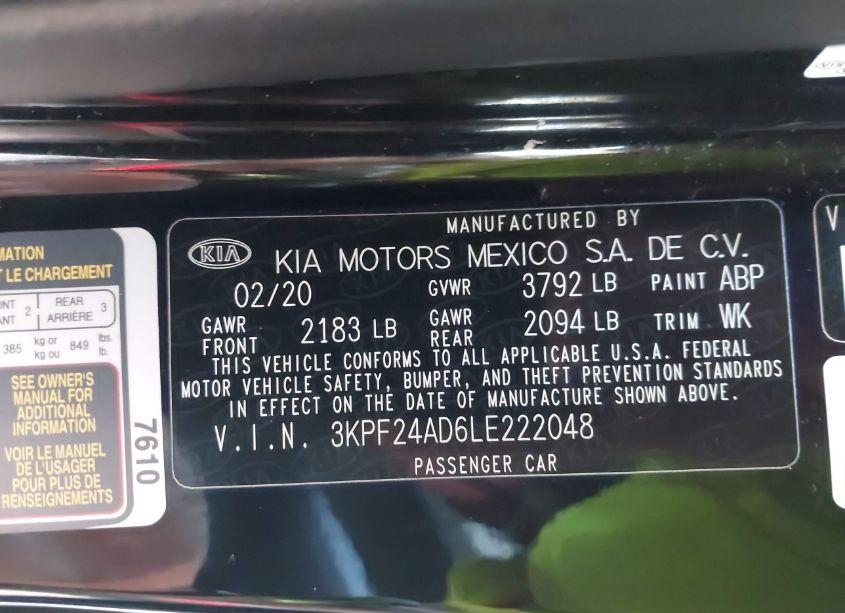 MATION
T LE CHARGEMENT
NT 2 REAR 3
ANT ARRIÈRE
385 kg or 849 lbs.
kg ou lb.
SEE OWNER'S
MANUAL FOR
ADDITIONAL
INFORMATION
VOIR LE MANUEL
DE L'USAGER
POUR PLUS DE
RENSEIGNEMENTS
7610
MANUFACTURED BY
KIA KIA MOTORS MEXICO S.A. DE C.V.
02/20 GVWR 3792 LB PAINT ABP
GAWR FRONT 2183 LB GAWR REAR 2094 LB TRIM WK
THIS VEHICLE CONFORMS TO ALL APPLICABLE U.S.A. FEDERAL
MOTOR VEHICLE SAFETY, BUMPER, AND THEFT PREVENTION STANDARDS
IN EFFECT ON THE DATE OF MANUFACTURE SHOWN ABOVE.
V.I.N. 3KPF24AD6LE222048
PASSENGER CAR
V